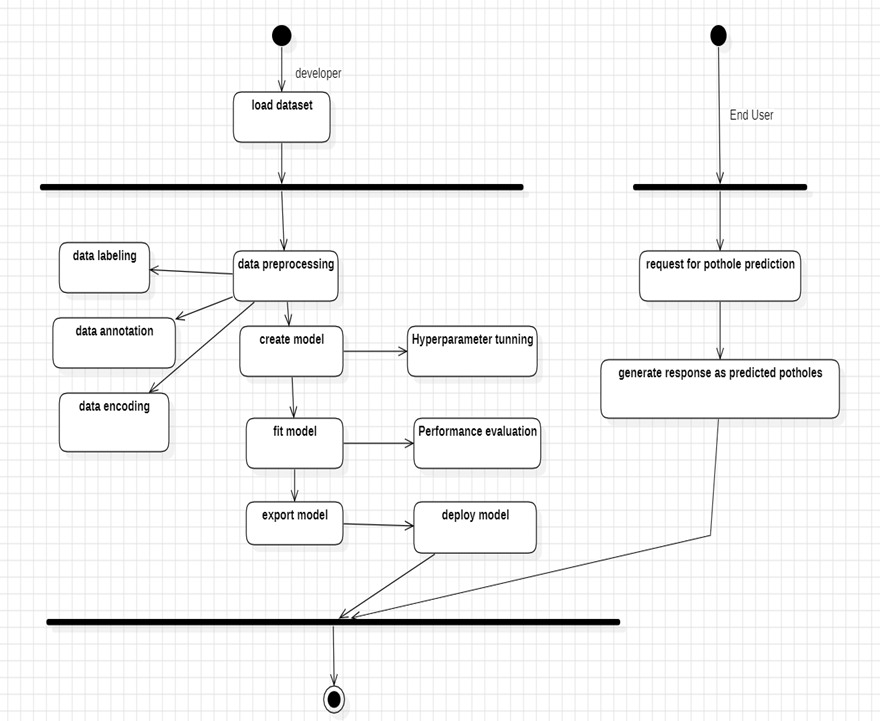 developer
load dataset
End User
data labeling
data preprocessing
request for pothole prediction
data annotation
create model
Hyperparameter tunning
generate response as predicted potholes
data encoding
fit model
Performance evaluation
export model
deploy model